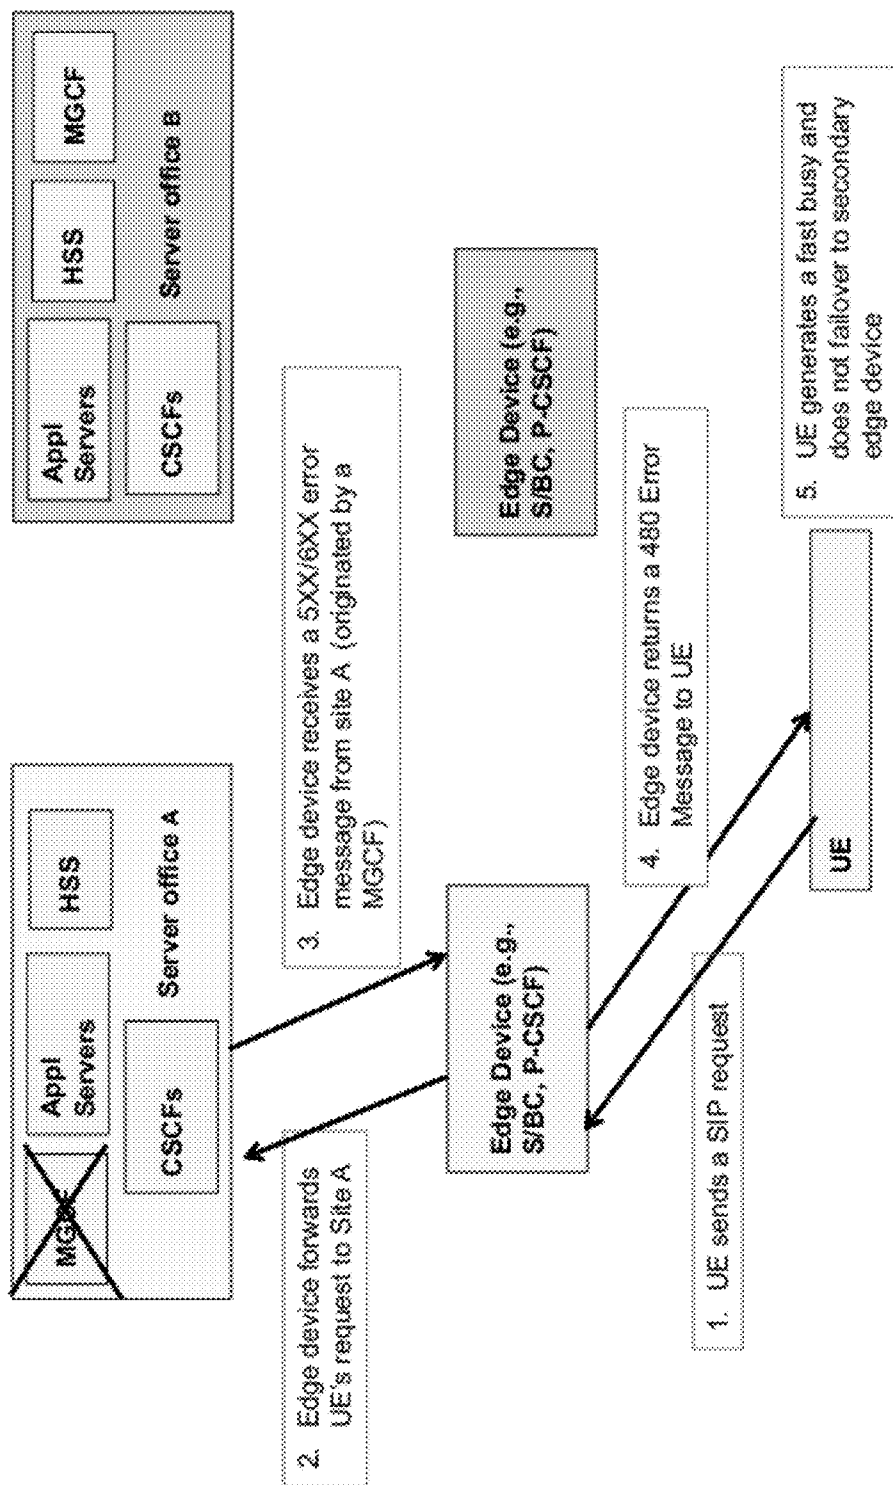 MGCF
Appl
Servers
HSS
CSCFs
Server office A
Appl
Servers
HSS
MGCF
CSCFs
Server office B
2. Edge device forwards
UE's request to Site A
3. Edge device receives a 5XX/6XX error
message from site A (originated by a
MGCF)
Edge Device (e.g.,
S/BC, P-CSCF)
Edge Device (e.g.,
S/BC, P-CSCF)
1. UE sends a SIP request
4. Edge device returns a 480 Error
Message to UE
UE
5. UE generates a fast busy and
does not failover to secondary
edge device